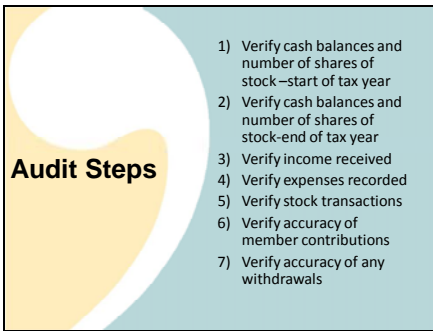 Audit Steps
1) Verify cash balances and
number of shares of
stock –start of tax year
2) Verify cash balances and
number of shares of
stock-end of tax year
3) Verify income received
4) Verify expenses recorded
5) Verify stock transactions
6) Verify accuracy of
member contributions
7) Verify accuracy of any
withdrawals